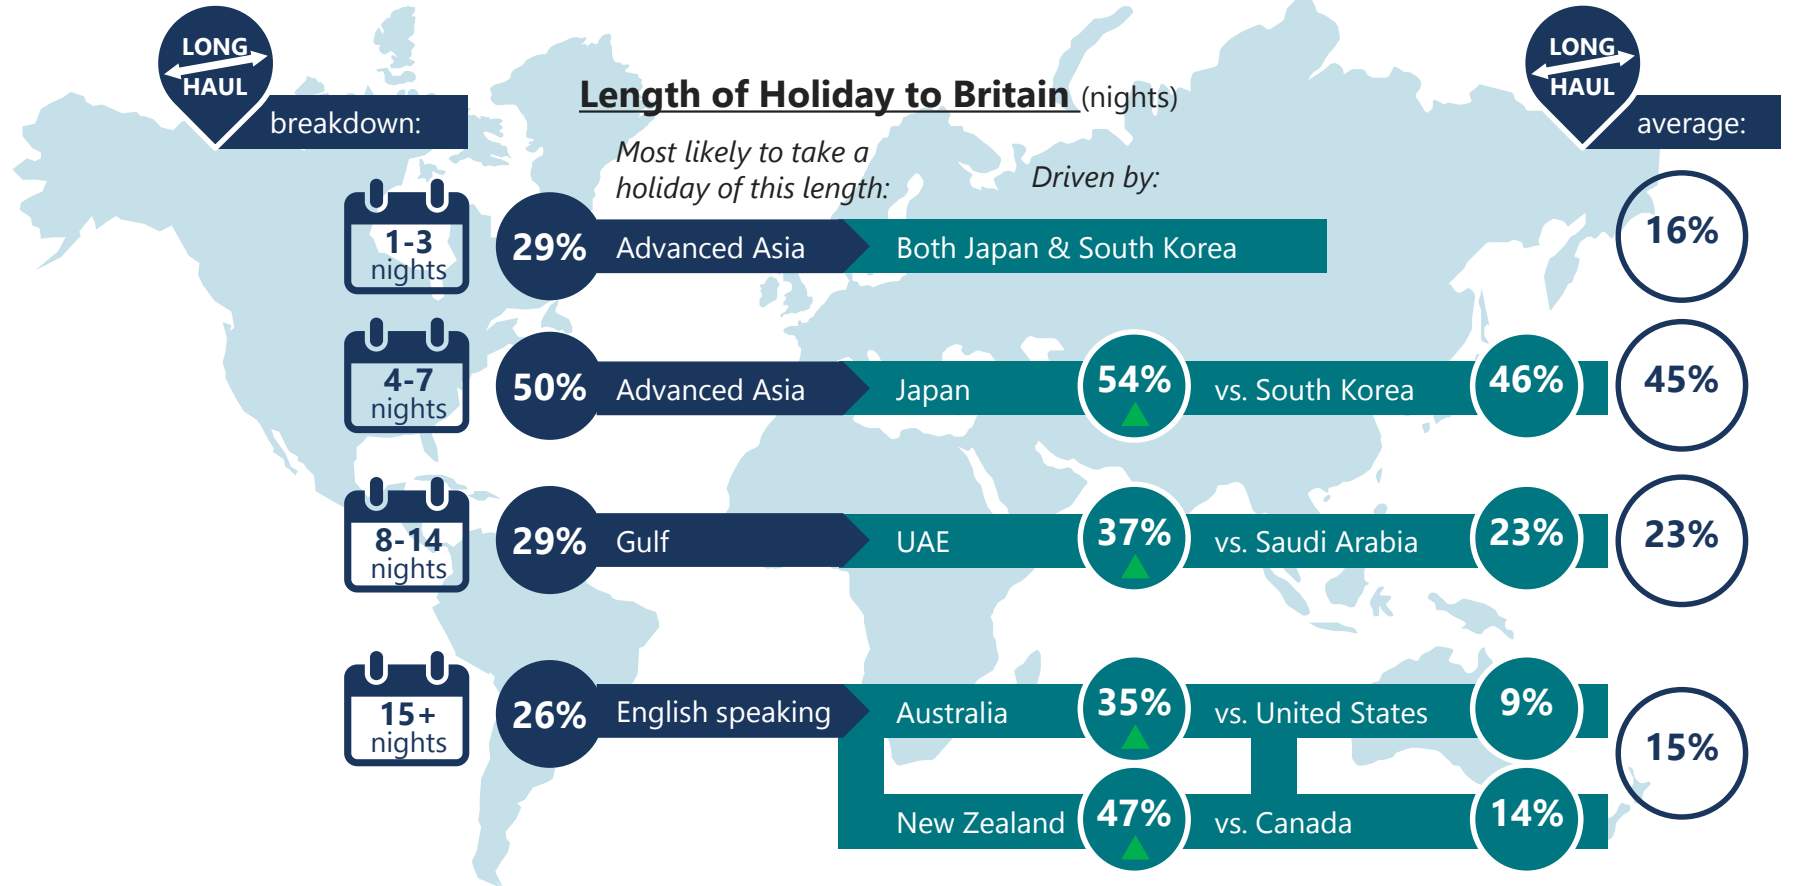 LONG
HAUL
breakdown:
Length of Holiday to Britain (nights)
LONG
HAUL
average:
Most likely to take a
holiday of this length:
Driven by:
1-3
nights
29%
Advanced Asia
Both Japan & South Korea
16%
4-7
nights
50%
Advanced Asia
Japan
54%
vs. South Korea
46%
45%
8-14
nights
29%
Gulf
UAE
37%
vs. Saudi Arabia
23%
23%
15+
nights
26%
English speaking
Australia
35%
vs. United States
9%
15%
New Zealand
47%
vs. Canada
14%